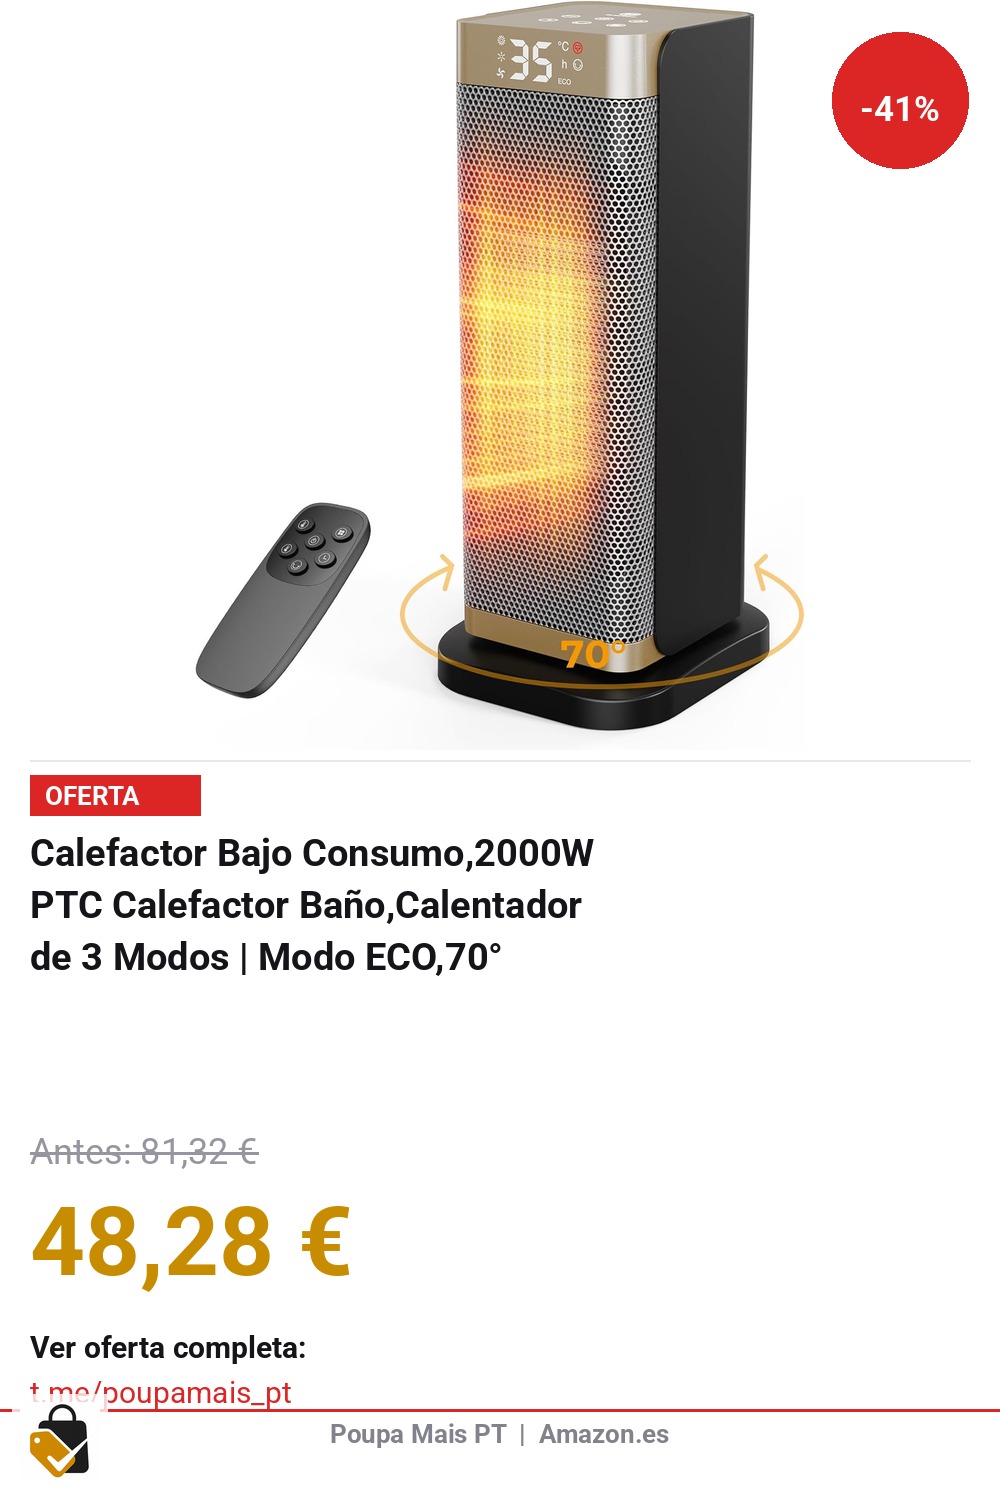 35
°C
h
ECO
-41%
70°
OFERTA
Calefactor Bajo Consumo,2000W
PTC Calefactor Baño,Calentador
de 3 Modos | Modo ECO,70°
Antes: 81,32 €
48,28 €
Ver oferta completa:
t.me/poupamais_pt
Poupa Mais PT | Amazon.es